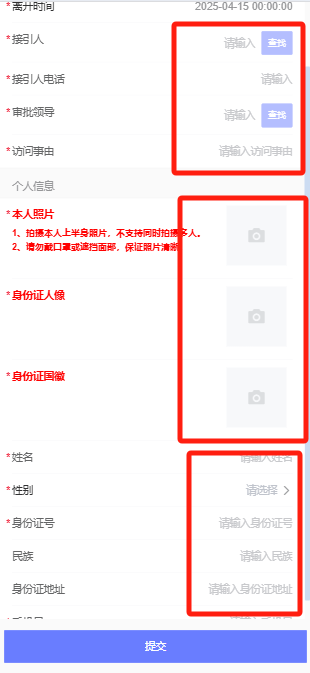 *离开时间 2025-04-15 00:00:00
*接引人 请输入 查找
*接引人电话 请输入
*审批领导 请输入 查找
*访问事由 请输入访问事由
个人信息
*本人照片
1、拍摄本人上半身照片，不支持同时拍摄多人。
2、请勿戴口罩或遮挡面部，保证照片清晰
*身份证人像
*身份证国徽
*姓名 请输入姓名
*性别 请选择
*身份证号 请输入身份证号
民族 请输入民族
身份证地址 请输入身份证地址
提交